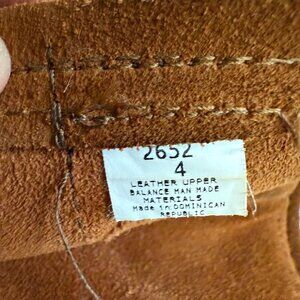 2652
4
LEATHER UPPER
BALANCE MAN MADE
MATERIALS
Made in DOMINICAN
REPUBLIC